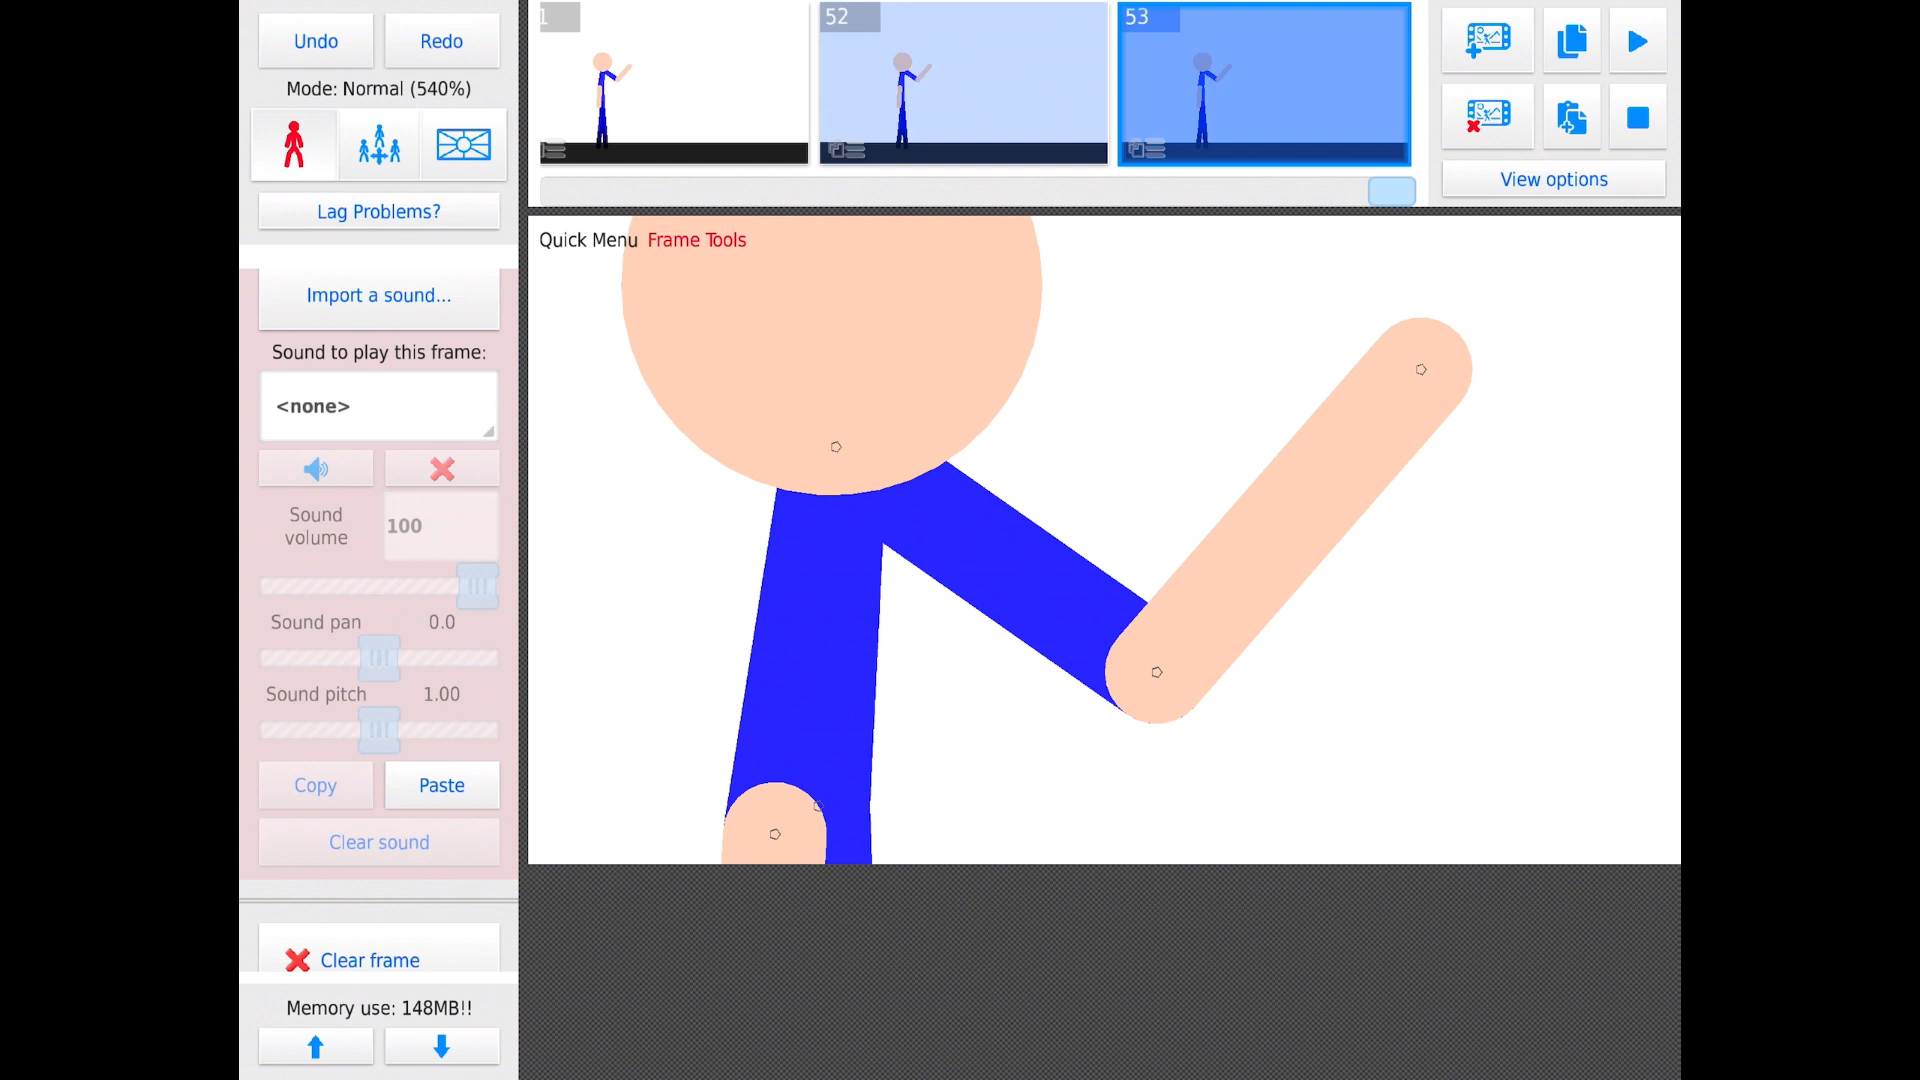 Undo
Redo
Mode: Normal (540%)
Lag Problems?
Import a sound...
Sound to play this frame:
<none>
Sound volume
100
Sound pan
0.0
Sound pitch
1.00
Copy
Paste
Clear sound
Clear frame
Memory use: 148MB!!
1
52
53
View options
Quick Menu
Frame Tools